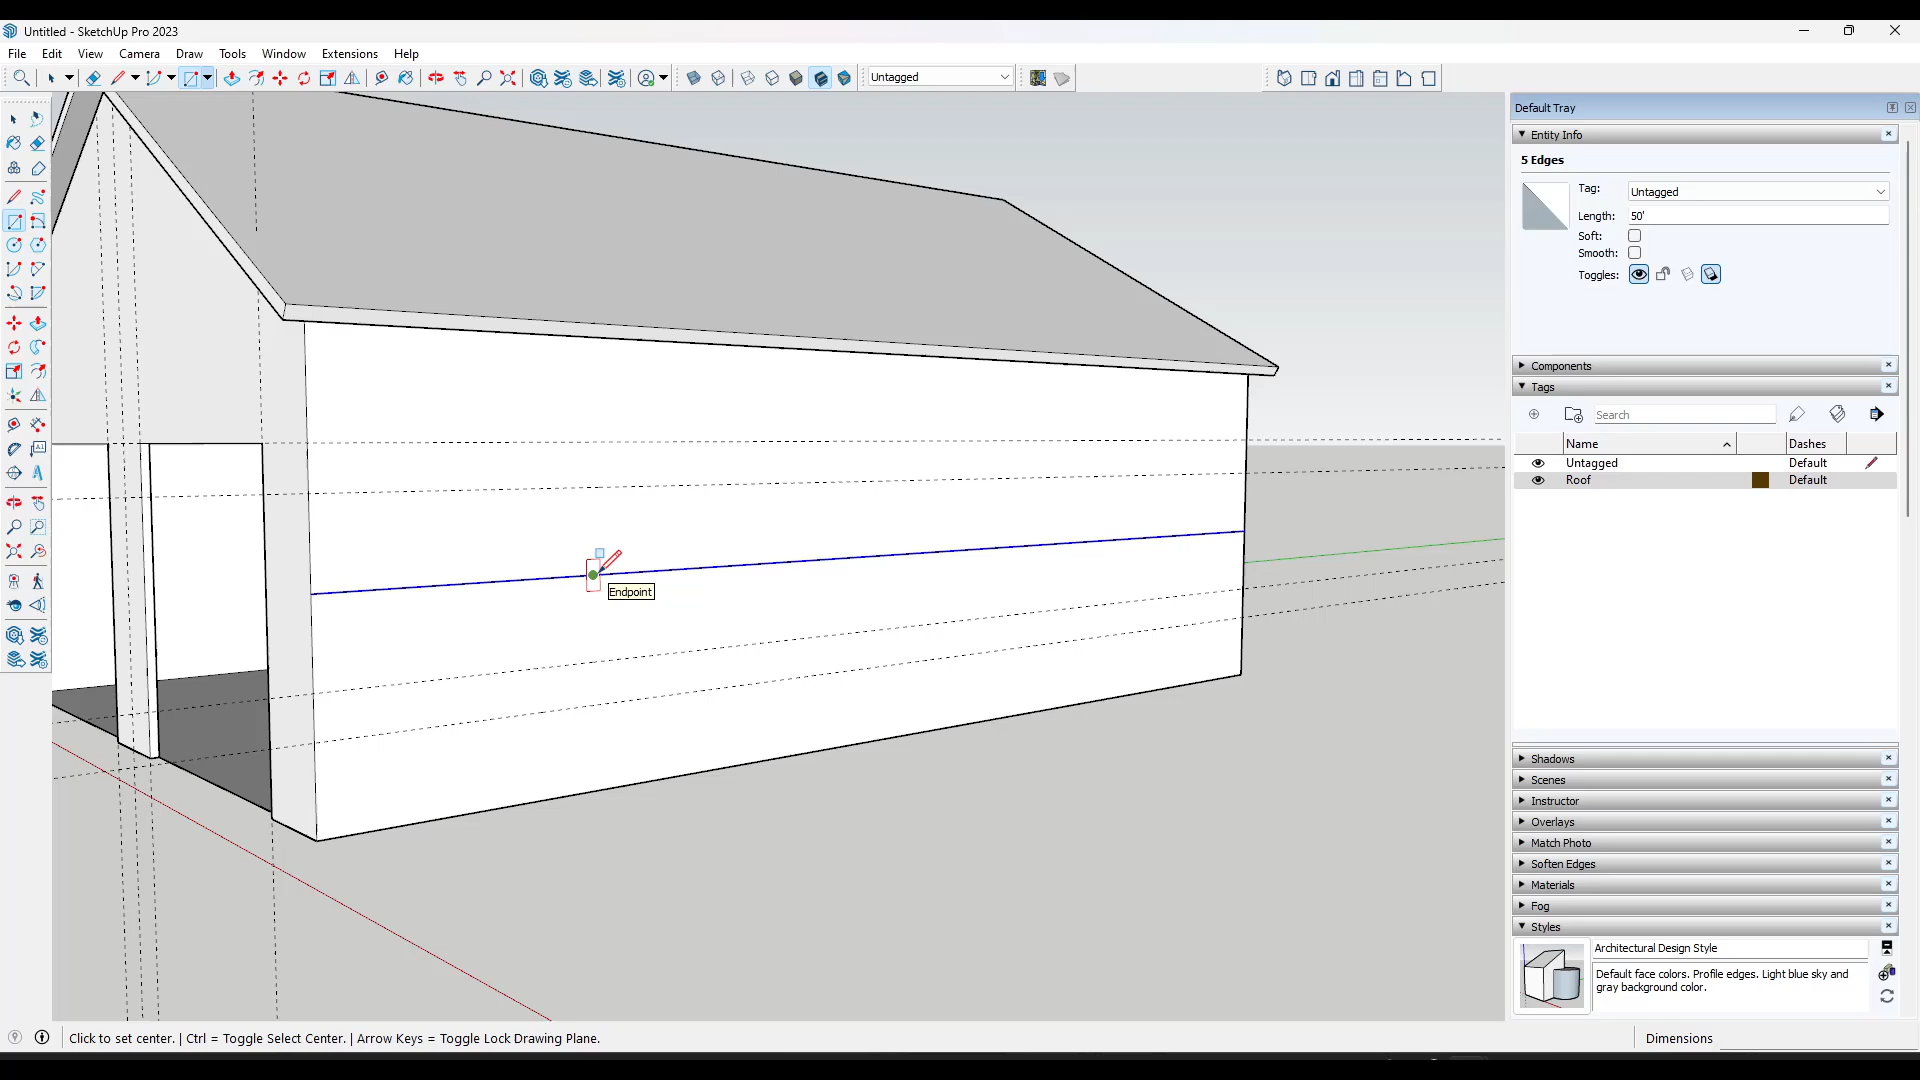 Untitled - SketchUp Pro 2023
File Edit View Camera Draw Tools Window Extensions Help
Untagged
Default Tray
Entity Info
5 Edges
Tag: Untagged
Length: 50'
Soft:
Smooth:
Toggles:
Components
Tags
Search
Name Dashes
Untagged Default
Roof Default
Endpoint
Shadows
Scenes
Instructor
Overlays
Match Photo
Soften Edges
Materials
Fog
Styles
Architectural Design Style
Default face colors. Profile edges. Light blue sky and
gray background color.
Click to set center. | Ctrl = Toggle Select Center. | Arrow Keys = Toggle Lock Drawing Plane.
Dimensions